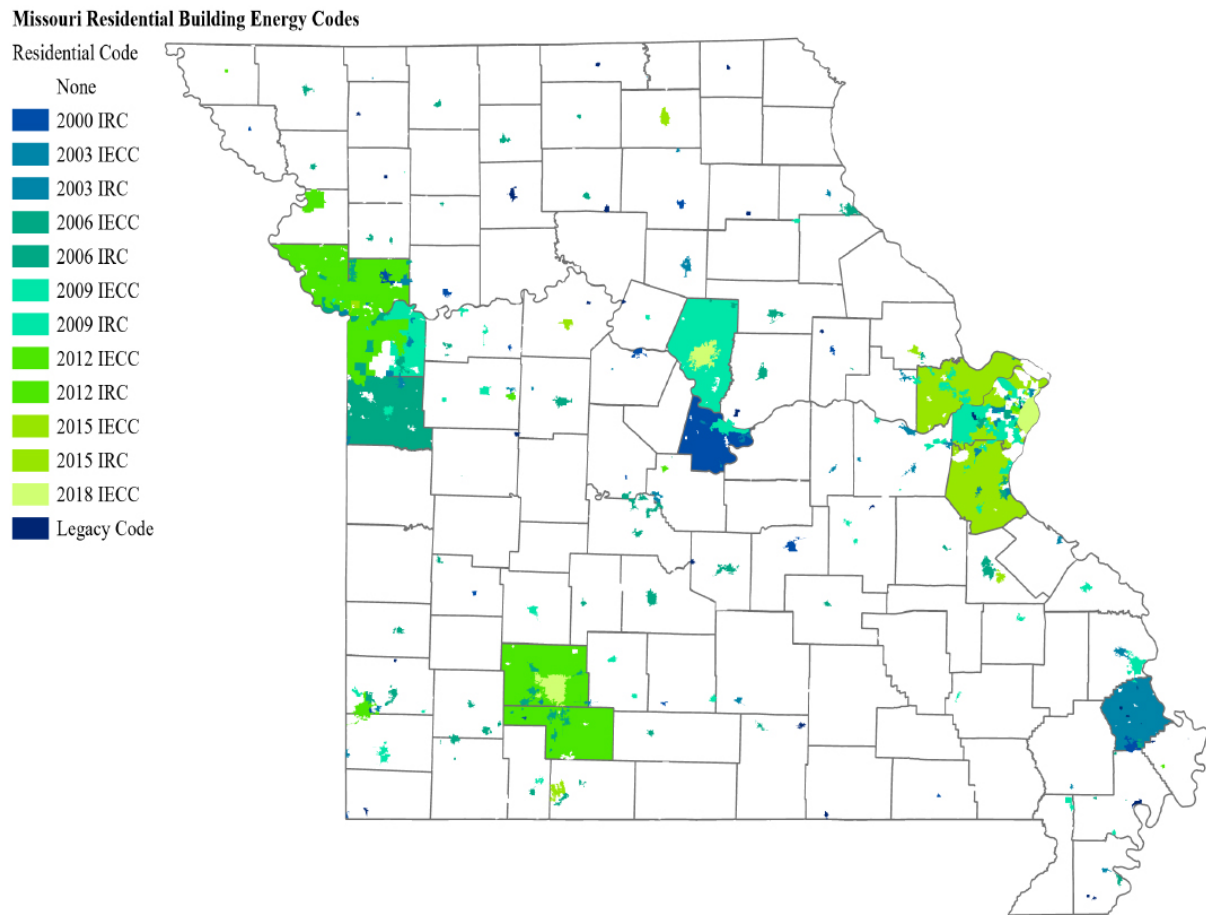 Missouri Residential Building Energy Codes
Residential Code
None
2000 IRC
2003 IECC
2003 IRC
2006 IECC
2006 IRC
2009 IECC
2009 IRC
2012 IECC
2012 IRC
2015 IECC
2015 IRC
2018 IECC
Legacy Code